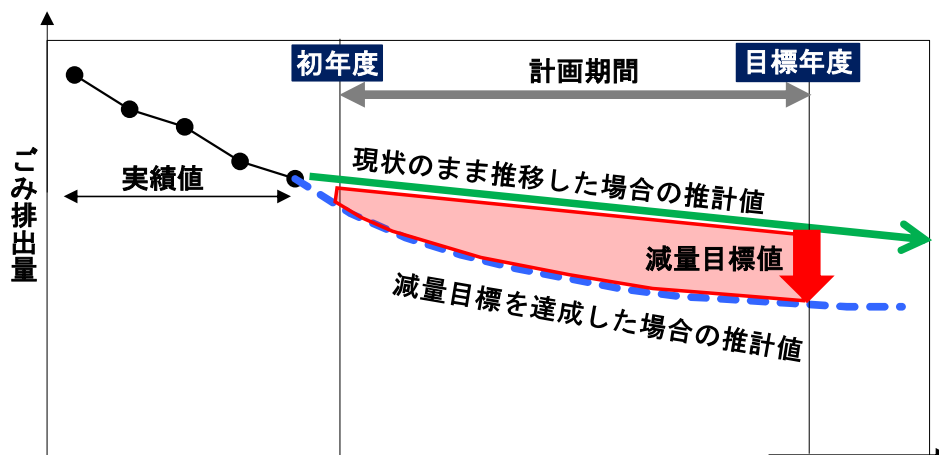 初年度
目標年度
計画期間
現状のまま推移した場合の推計値
実績値
ごみ排出量
減量目標値
減量目標を達成した場合の推計値